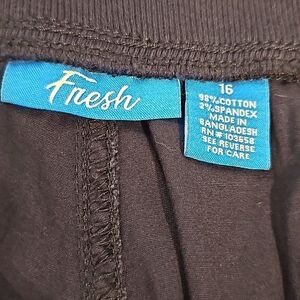 Fresh
16
98% COTTON
2% SPANDEX
MADE IN
BANGLADESH
RN # 103658
SEE REVERSE
FOR CARE